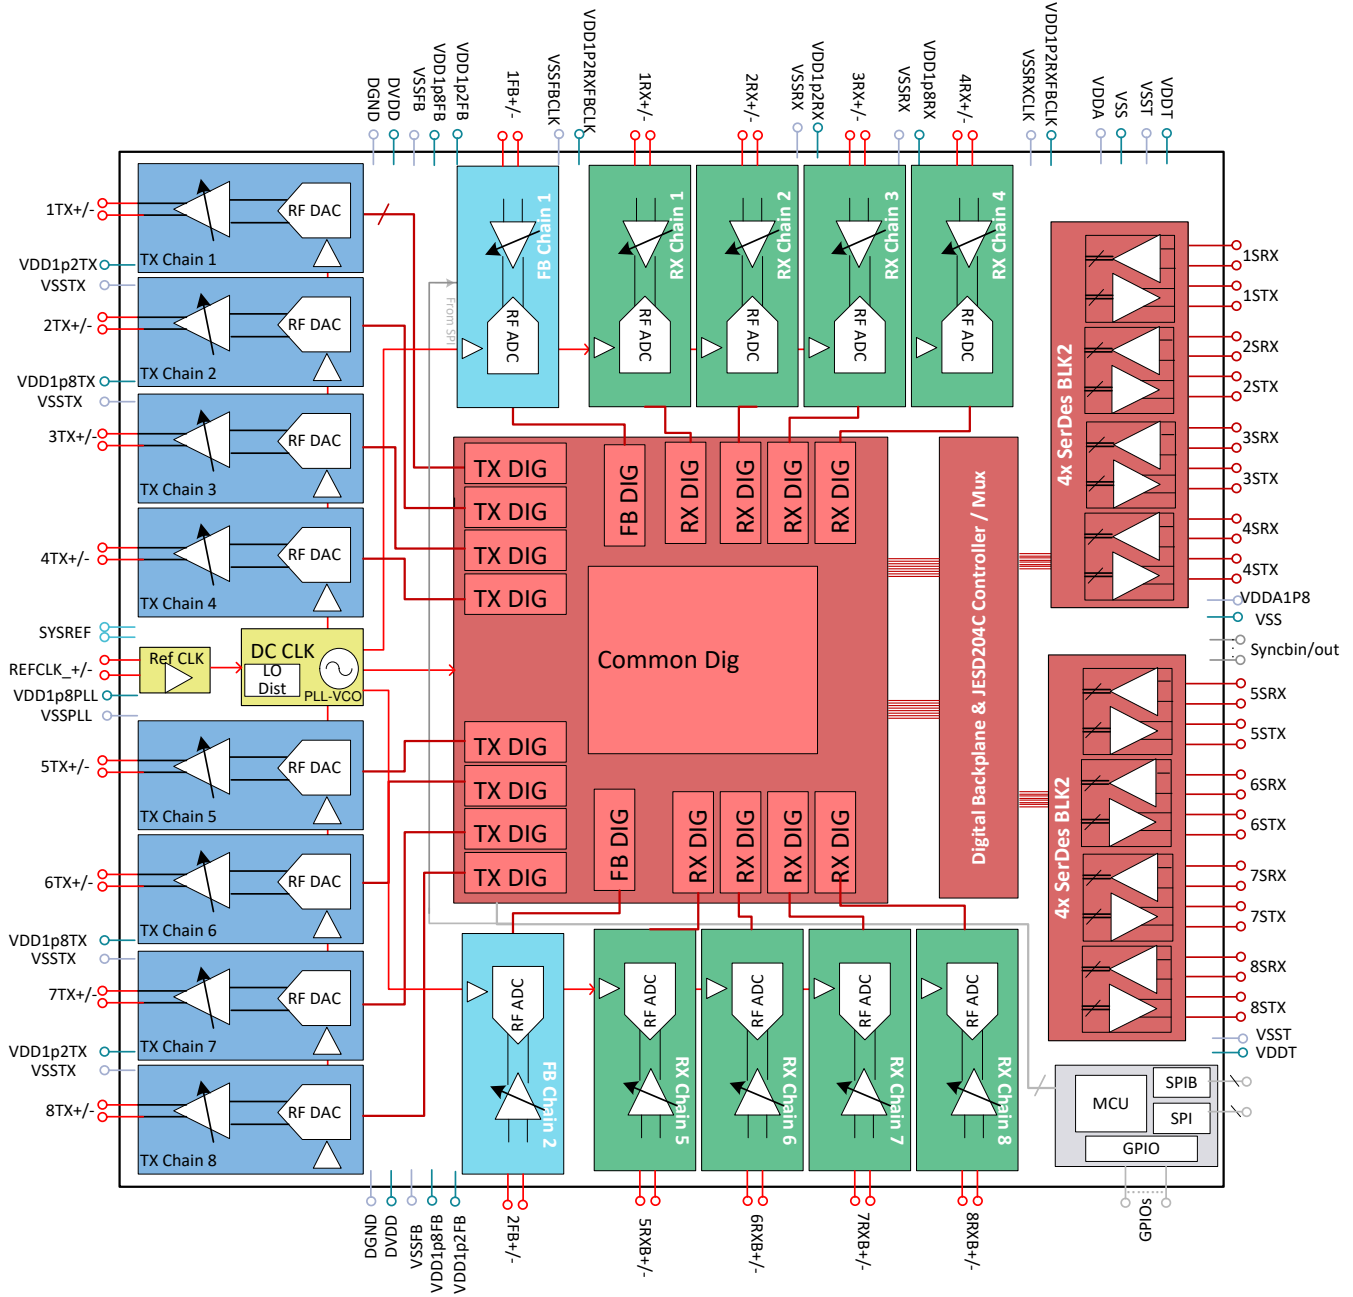 DGND
DVDD
VSSFB
VDD1p8FB
VDD1p2FB
1FB+/-
VSSFBCLK
VDD1P2RXFBCLK
1RX+/-
2RX+/-
VSSRX
VDD1p2RX
3RX+/-
VSSRX
VDD1p8RX
4RX+/-
VSSRXCLK
VDD1P2RXFBCLK
VDDA
VSS
VSST
VDDT
1TX+/-
VDD1p2TX
VSSTX
2TX+/-
VDD1p8TX
VSSTX
3TX+/-
4TX+/-
SYSREF
REFCLK_+/-
VDD1p8PLL
VSSPLL
5TX+/-
6TX+/-
VDD1p8TX
VSSTX
7TX+/-
VDD1p2TX
VSSTX
8TX+/-
RF DAC
TX Chain 1
RF DAC
TX Chain 2
RF DAC
TX Chain 3
RF DAC
TX Chain 4
Ref CLK
DC CLK
LO
Dist
PLL-VCO
RF DAC
TX Chain 5
RF DAC
TX Chain 6
RF DAC
TX Chain 7
RF DAC
TX Chain 8
FB Chain 1
RF ADC
From SPI
RX Chain 1
RF ADC
RX Chain 2
RF ADC
RX Chain 3
RF ADC
RX Chain 4
RF ADC
TX DIG
TX DIG
TX DIG
TX DIG
FB DIG
RX DIG
RX DIG
RX DIG
RX DIG
Common Dig
TX DIG
TX DIG
TX DIG
TX DIG
FB DIG
RX DIG
RX DIG
RX DIG
RX DIG
RF ADC
FB Chain 2
RF ADC
RX Chain 5
RF ADC
RX Chain 6
RF ADC
RX Chain 7
RF ADC
RX Chain 8
Digital Backplane & JESD204C Controller / Mux
4x SerDes BLK2
4x SerDes BLK2
1SRX
1STX
2SRX
2STX
3SRX
3STX
4SRX
4STX
VDDA1P8
VSS
Syncbin/out
5SRX
5STX
6SRX
6STX
7SRX
7STX
8SRX
8STX
VSST
VDDT
MCU
SPIB
SPI
GPIO
GPIOs
DGND
DVDD
VSSFB
VDD1p8FB
VDD1p2FB
2FB+/-
5RXB+/-
6RXB+/-
7RXB+/-
8RXB+/-